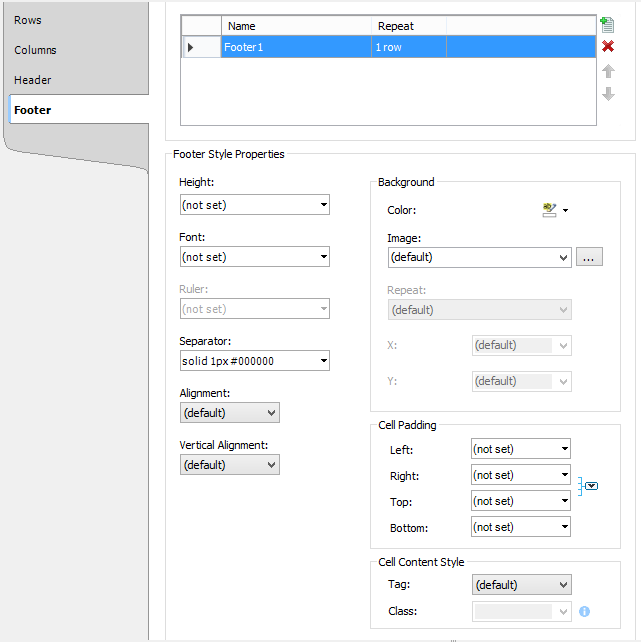 Rows
Columns
Header
Footer
Name Repeat
Footer1 1 row
Footer Style Properties
Height:
(not set)
Font:
(not set)
Ruler:
(not set)
Separator:
solid 1px #000000
Alignment:
(default)
Vertical Alignment:
(default)
Background
Color:
Image:
(default) ...
Repeat:
(default)
X: (default)
Y: (default)
Cell Padding
Left: (not set)
Right: (not set)
Top: (not set)
Bottom: (not set)
Cell Content Style
Tag: (default)
Class: